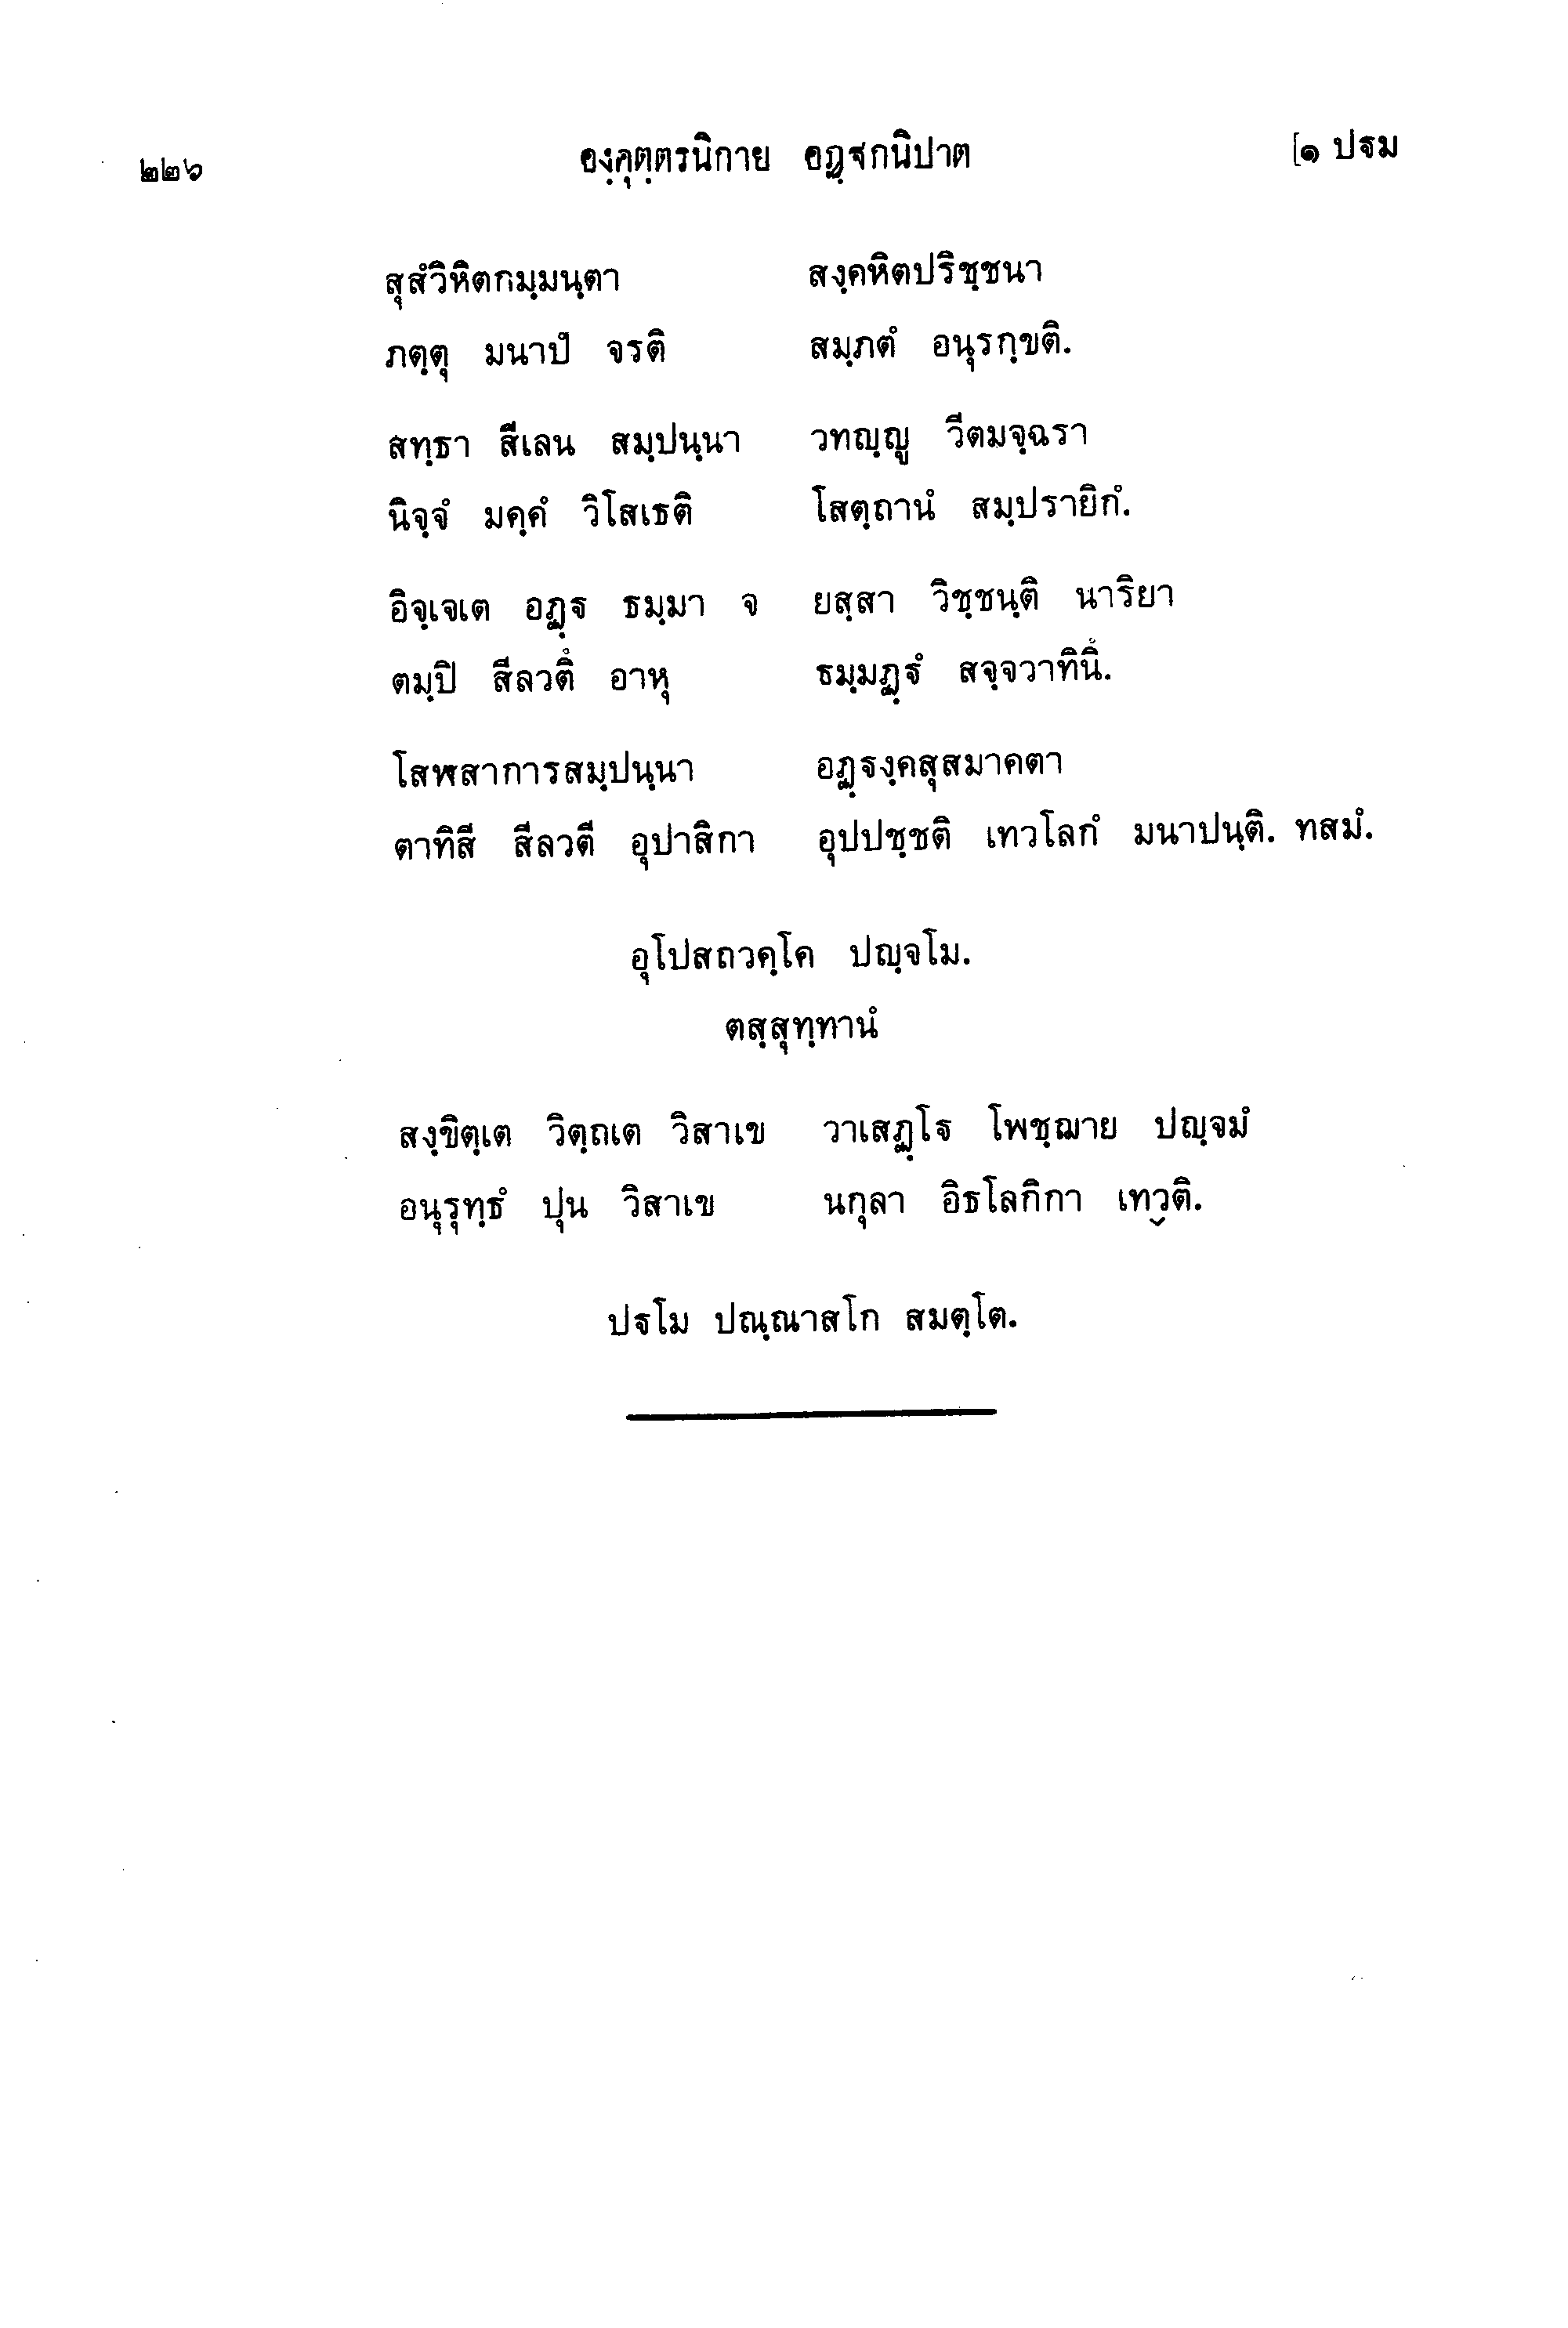 ๒๒๖ องฺคุตฺตรนิกาย อฏฺฐกนิปาต [๑ ปฐม
สุสํวิหิตกมฺมนฺตา สงฺคหิตปริชฺชนา
ภตฺตุ มนาปํ จรติ สมฺภตํ อนุรกฺขติ.
สทฺธา สีเลน สมฺปนฺนา วทญฺญู วีตมจฺฉรา
นิจฺจํ มคฺคํ วิโสเธติ โสตฺถานํ สมฺปรายิกํ.
อิจฺเจเต อฏฺฐ ธมฺมา จ ยสฺสา วิชฺชนฺติ นาริยา
ตมฺปิ สีลวตึ อาหุ ธมฺมฏฺฐํ สจฺจวาทินึ.
โสฬสาการสมฺปนฺนา อฏฺฐงฺคสุสมาคตา
ตาทิสี สีลวตี อุปาสิกา อุปปชฺชติ เทวโลกํ มนาปนฺติ. ทสมํ.
อุโปสถวคฺโค ปญฺจโม.
ตสฺสุทฺทานํ
สงฺขิตฺเต วิตฺถเต วิสาเข วาเสฏฺโฐ โพชฺฌาย ปญฺจมํ
อนุรุทฺธํ ปุน วิสาเข นกุลา อิธโลกิกา เทฺวติ.
ปฐโม ปณฺณาสโก สมตฺโต.